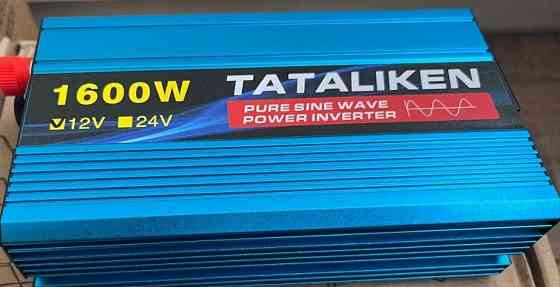 1600W
TATALIKEN
PURE SINE WAVE
POWER INVERTER
12V 24V